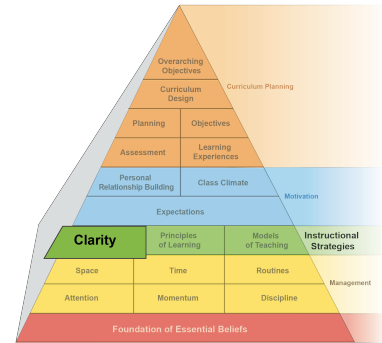 Overarching
Objectives
Curriculum Planning
Curriculum
Design
Planning
Objectives
Assessment
Learning
Experiences
Personal
Relationship Building
Class Climate
Motivation
Expectations
Clarity
Principles
of Learning
Models
of Teaching
Instructional
Strategies
Space
Time
Routines
Management
Attention
Momentum
Discipline
Foundation of Essential Beliefs